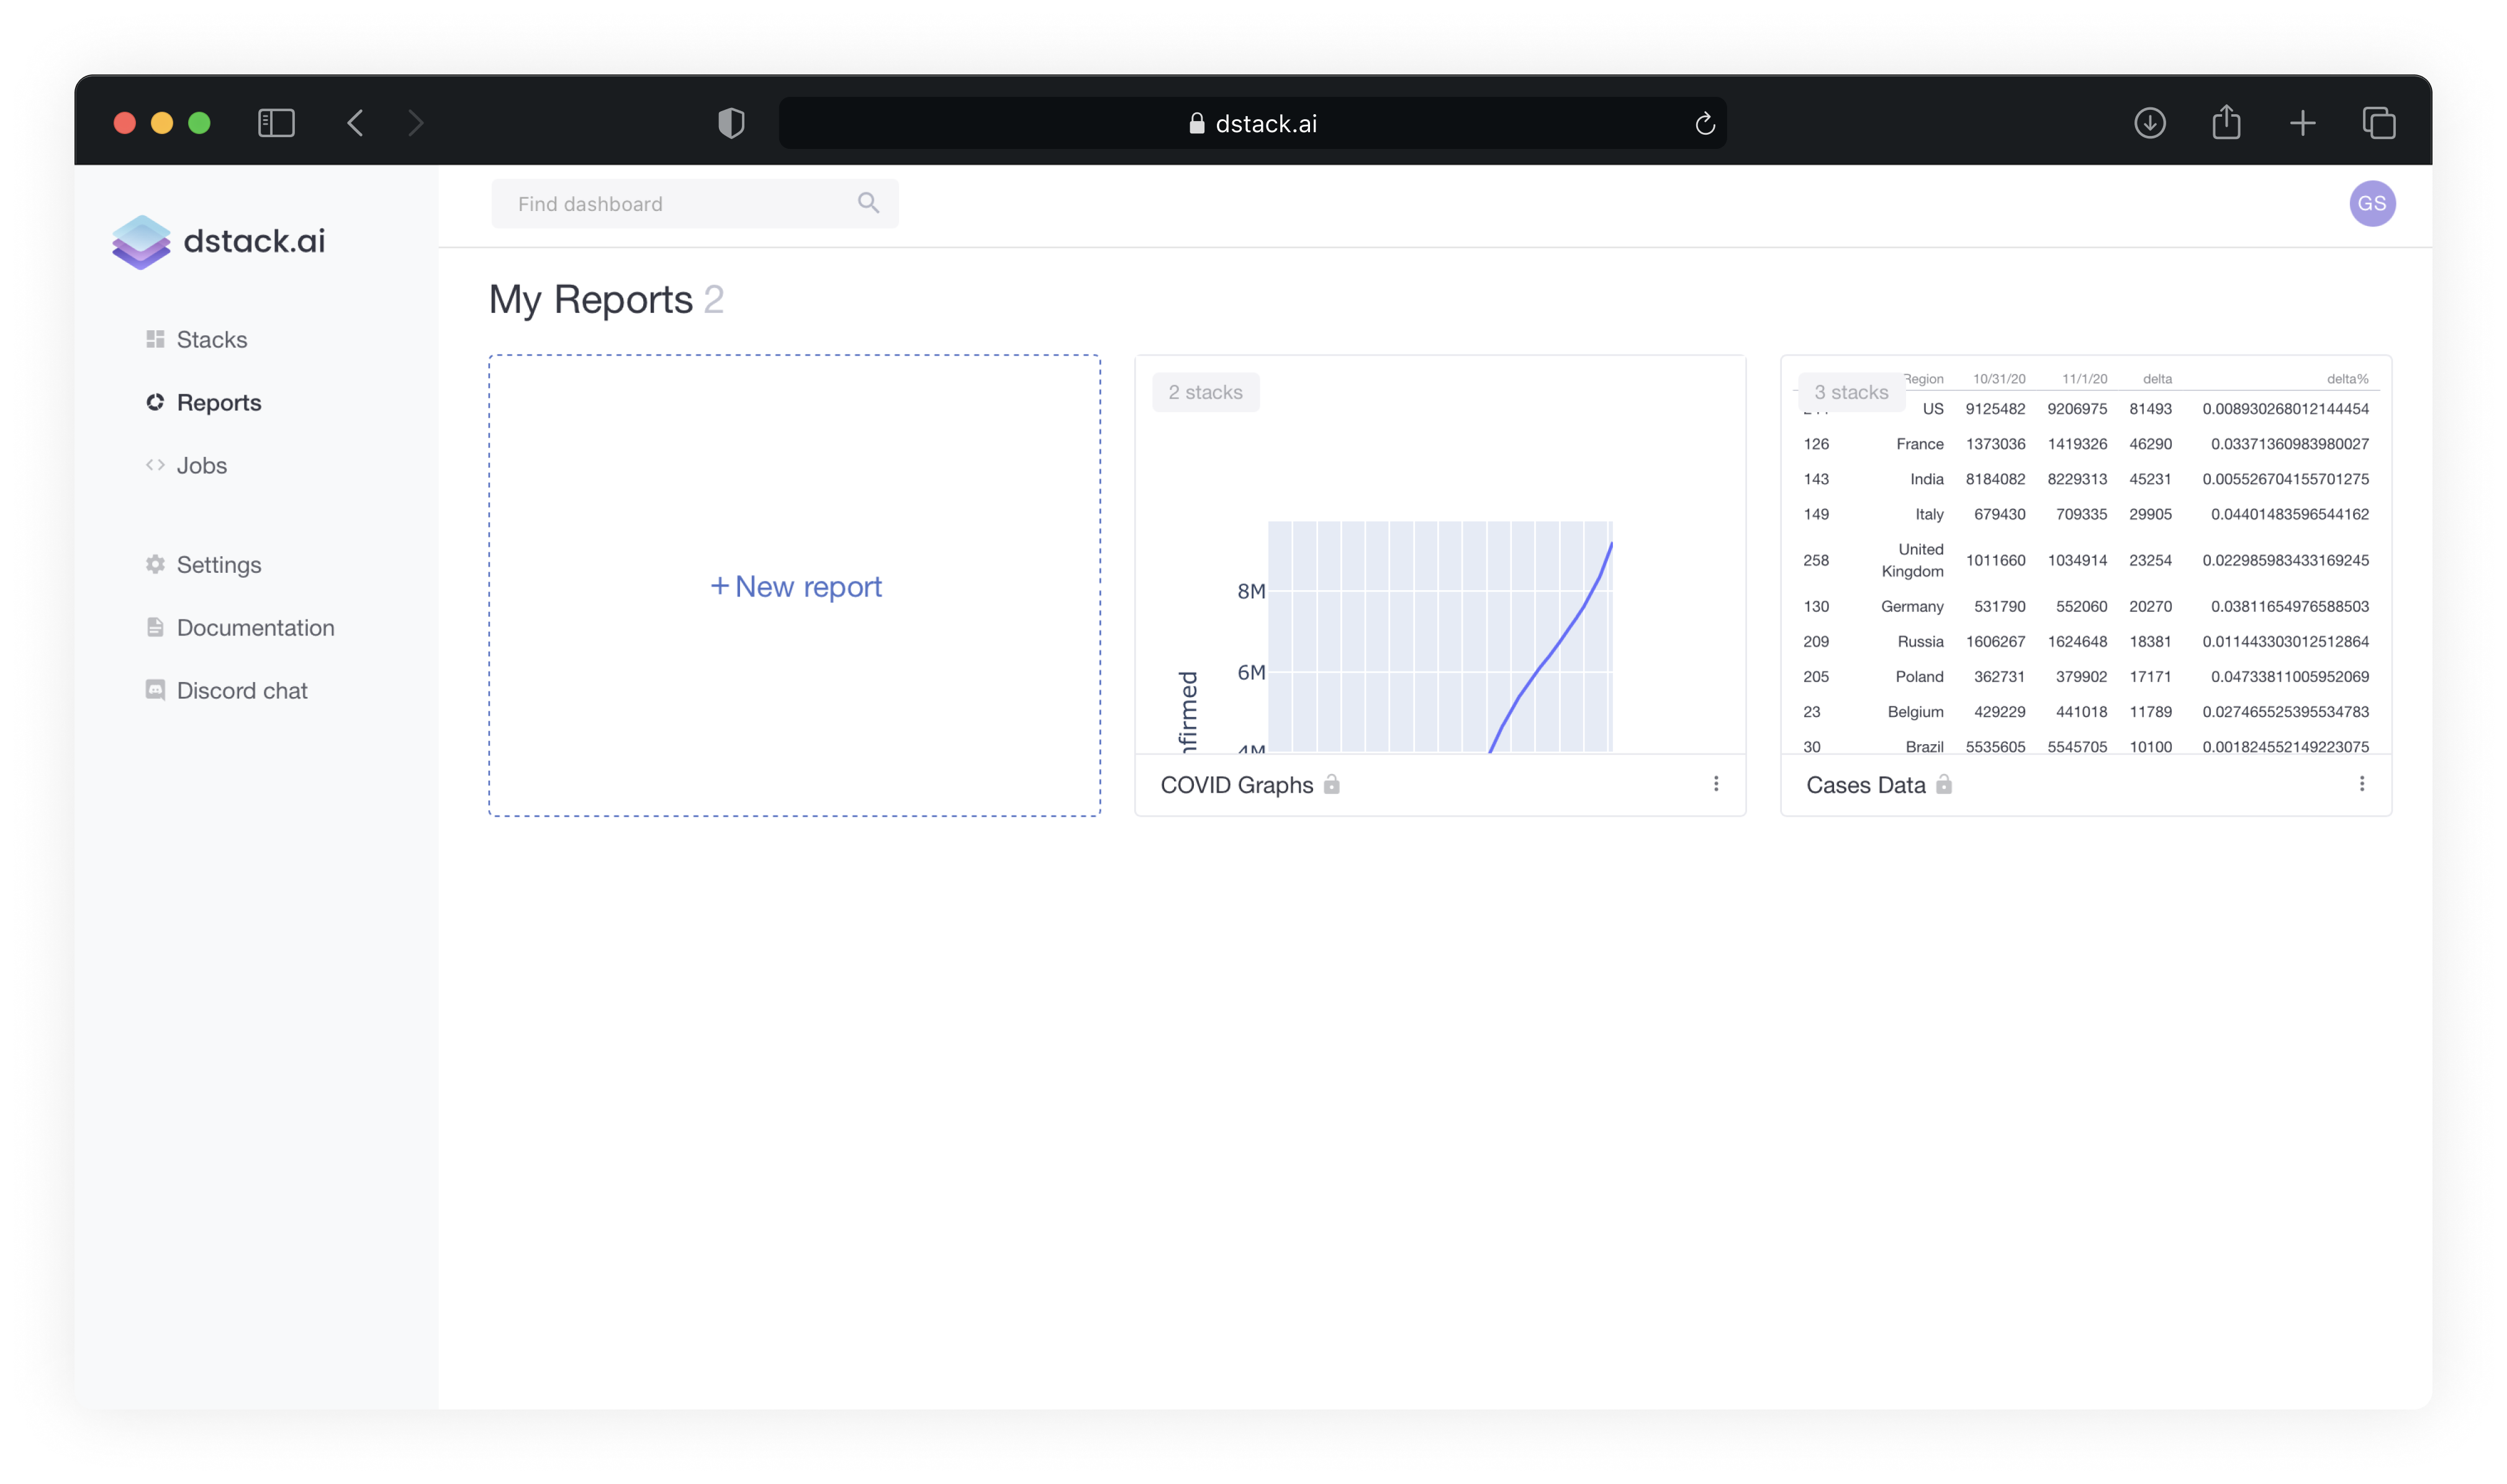 dstack.ai
dstack.ai
Stacks
Reports
Jobs
Settings
Documentation
Discord chat
Find dashboard
GS
My Reports 2
+ New report
2 stacks
8M
6M
4M
COVID Graphs
3 stacks
Region 10/31/20 11/1/20 delta delta%
US 9125482 9206975 81493 0.008930268012144454
126 France 1373036 1419326 46290 0.03371360983980027
143 India 8184082 8229313 45231 0.005526704155701275
149 Italy 679430 709335 29905 0.04401483596544162
258 United Kingdom 1011660 1034914 23254 0.022985983433169245
130 Germany 531790 552060 20270 0.03811654976588503
209 Russia 1606267 1624648 18381 0.011443303012512864
205 Poland 362731 379902 17171 0.04733811005952069
23 Belgium 429229 441018 11789 0.027465525395534783
30 Brazil 5535605 5545705 10100 0.001824552149223075
Cases Data